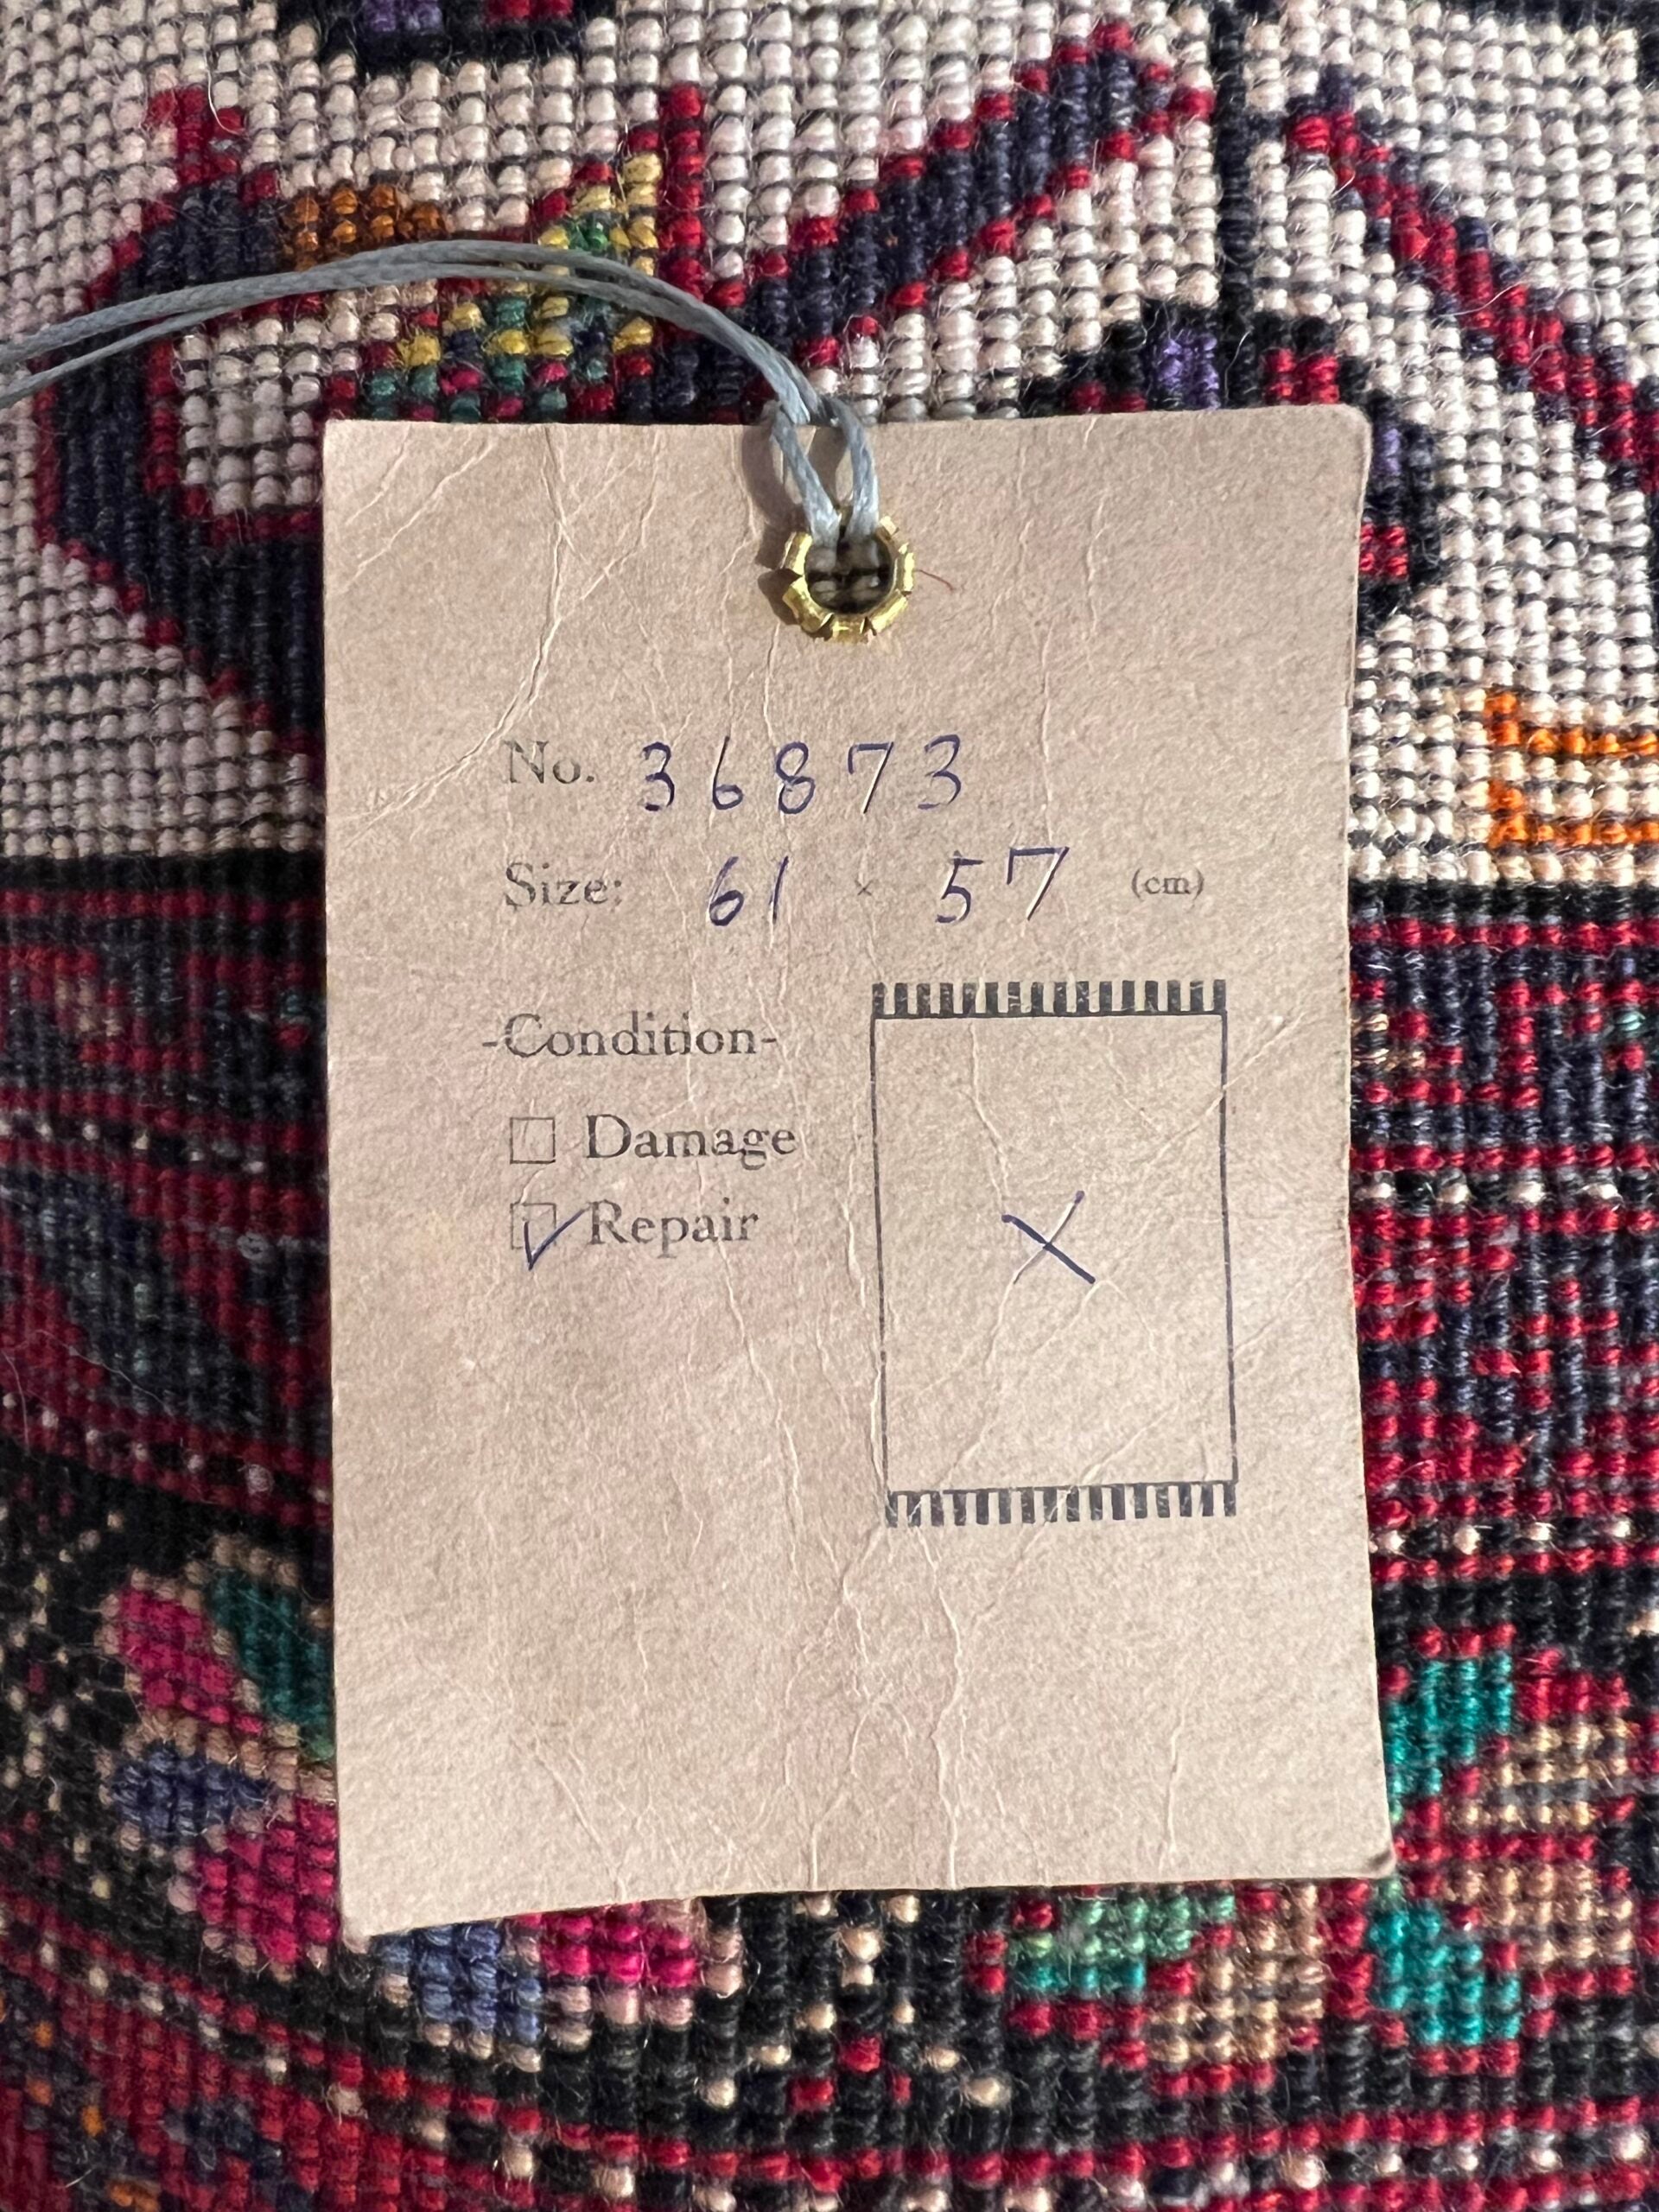 No. 36873
Size: 61 × 57 (cm)
-Condition-
☐ Damage
☑ Repair